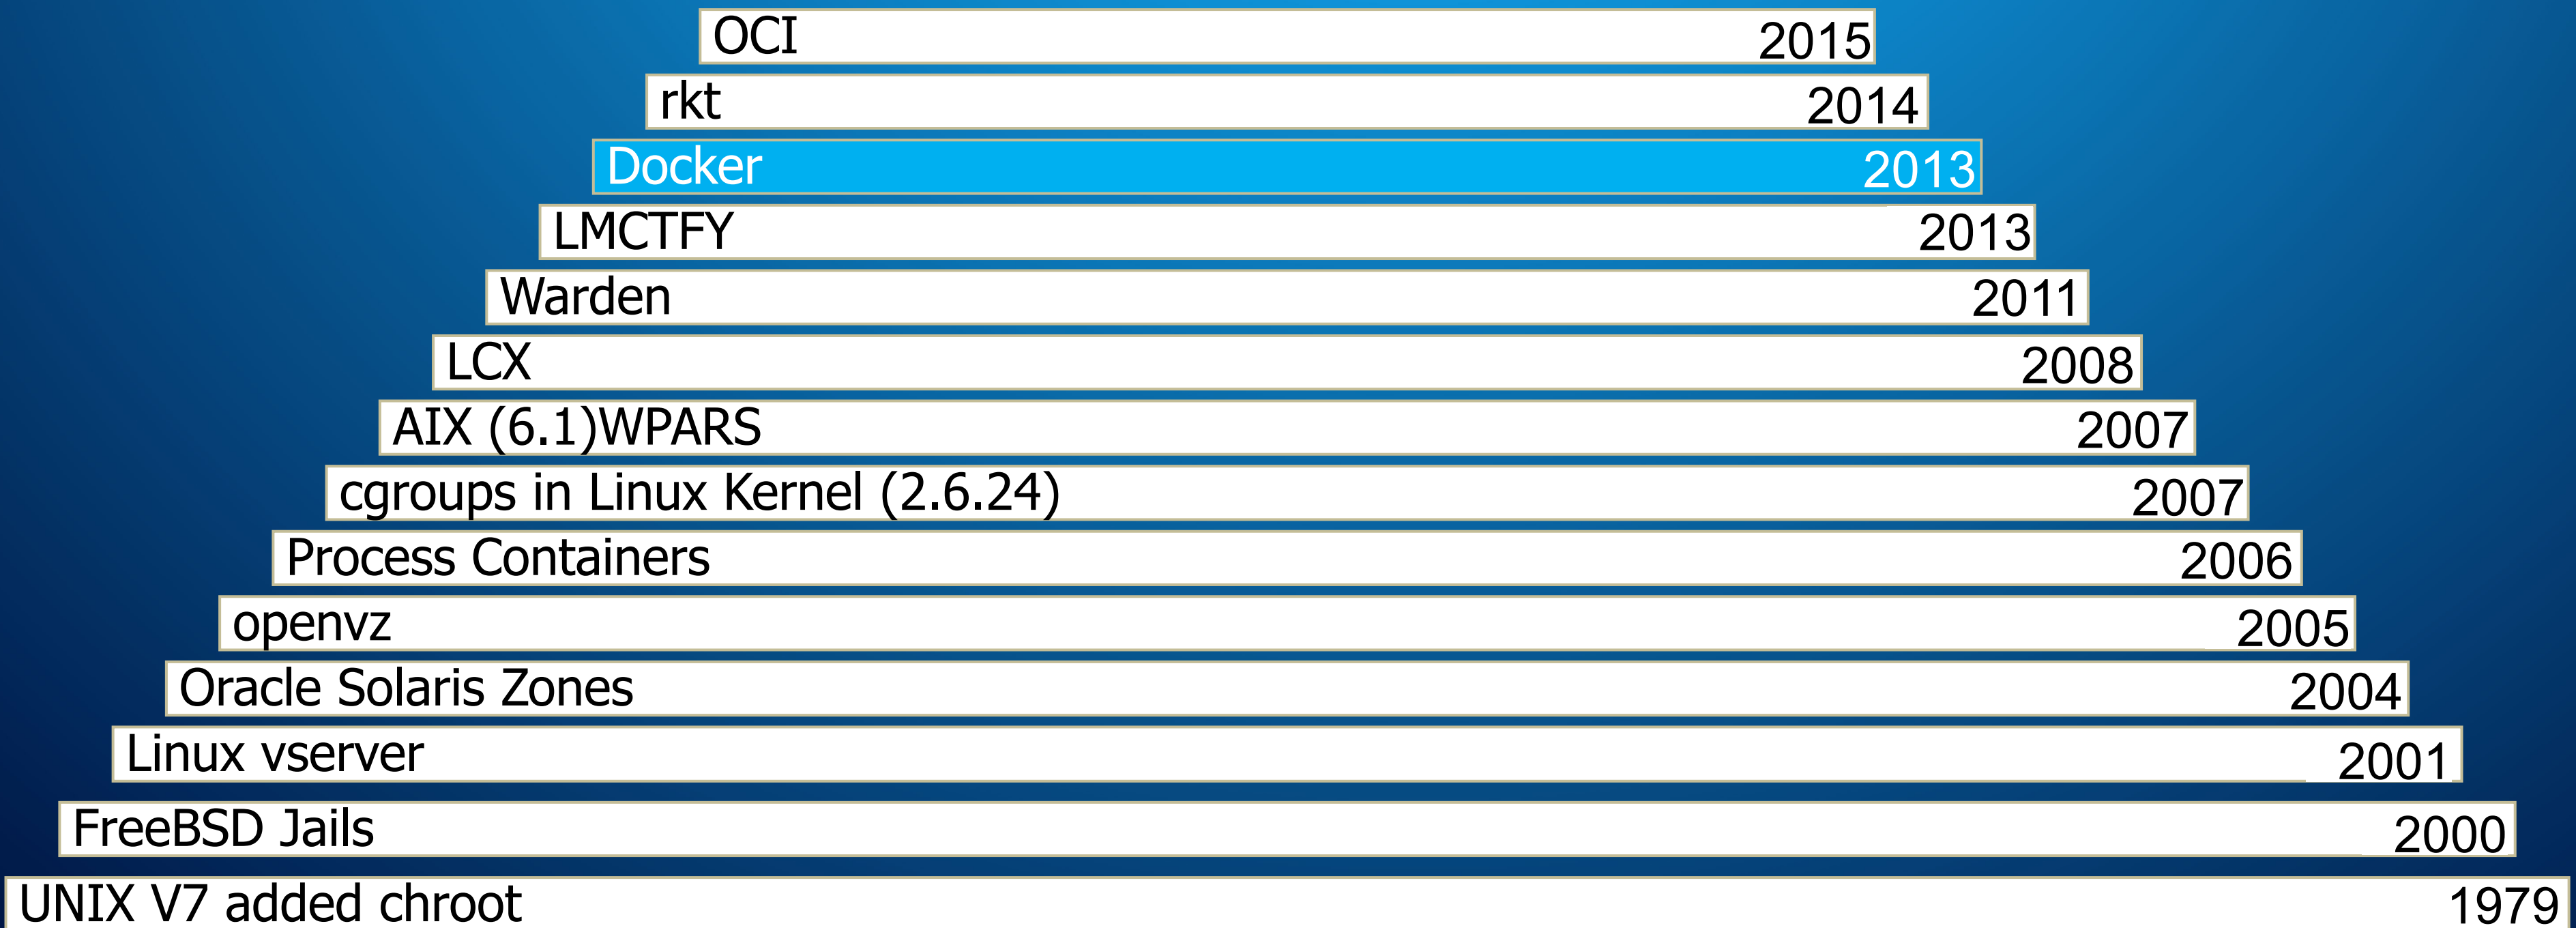 OCI 2015
rkt 2014
Docker 2013
LMCTFY 2013
Warden 2011
LCX 2008
AIX (6.1)WPARS 2007
cgroups in Linux Kernel (2.6.24) 2007
Process Containers 2006
openvz 2005
Oracle Solaris Zones 2004
Linux vserver 2001
FreeBSD Jails 2000
UNIX V7 added chroot 1979